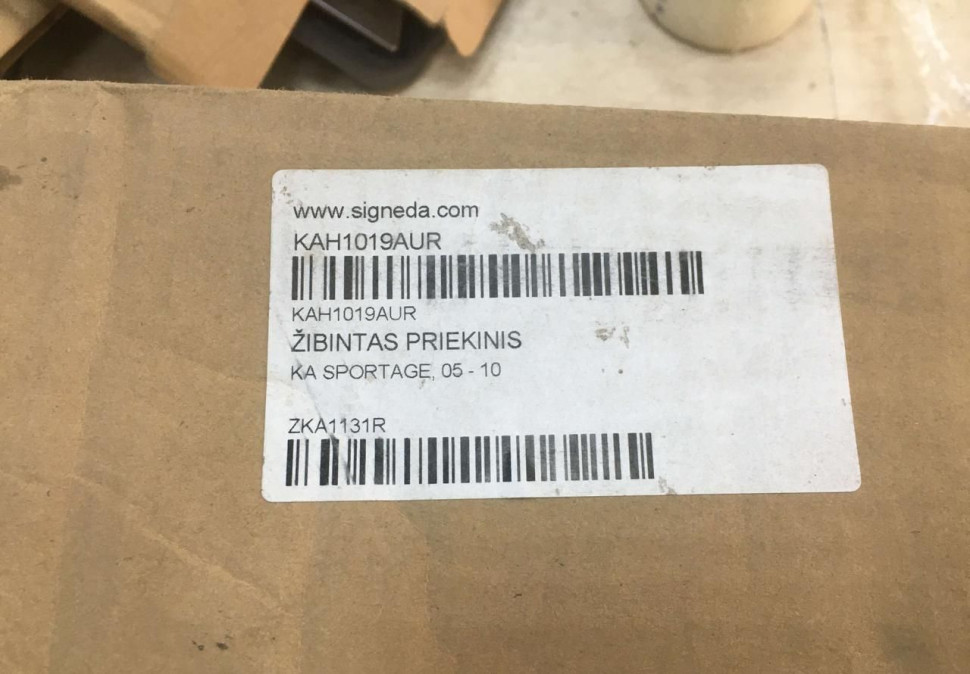 www.signeda.com
KAH1019AUR
KAH1019AUR
ŽIBINTAS PRIEKINIS
KA SPORTAGE, 05 - 10
ZKA1131R